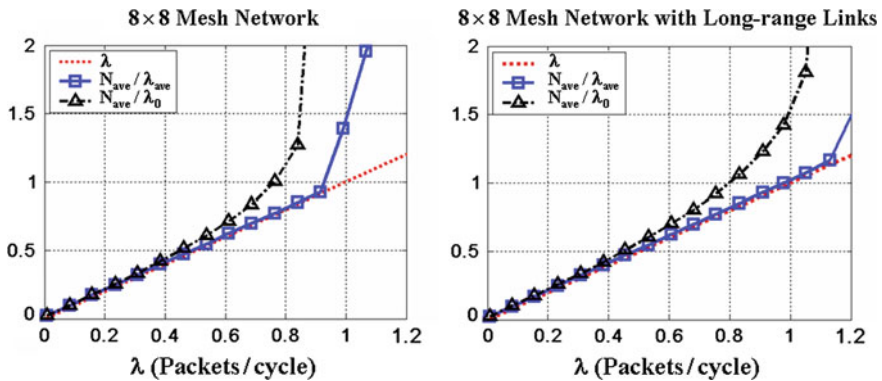 8×8 Mesh Network
2
1.5
1
0.5
0
λ
N_ave / λ_ave
N_ave / λ_0
0 0.2 0.4 0.6 0.8 1 1.2
λ (Packets/cycle)
8×8 Mesh Network with Long-range Links
2
1.5
1
0.5
0
λ
N_ave / λ_ave
N_ave / λ_0
0 0.2 0.4 0.6 0.8 1 1.2
λ (Packets/cycle)